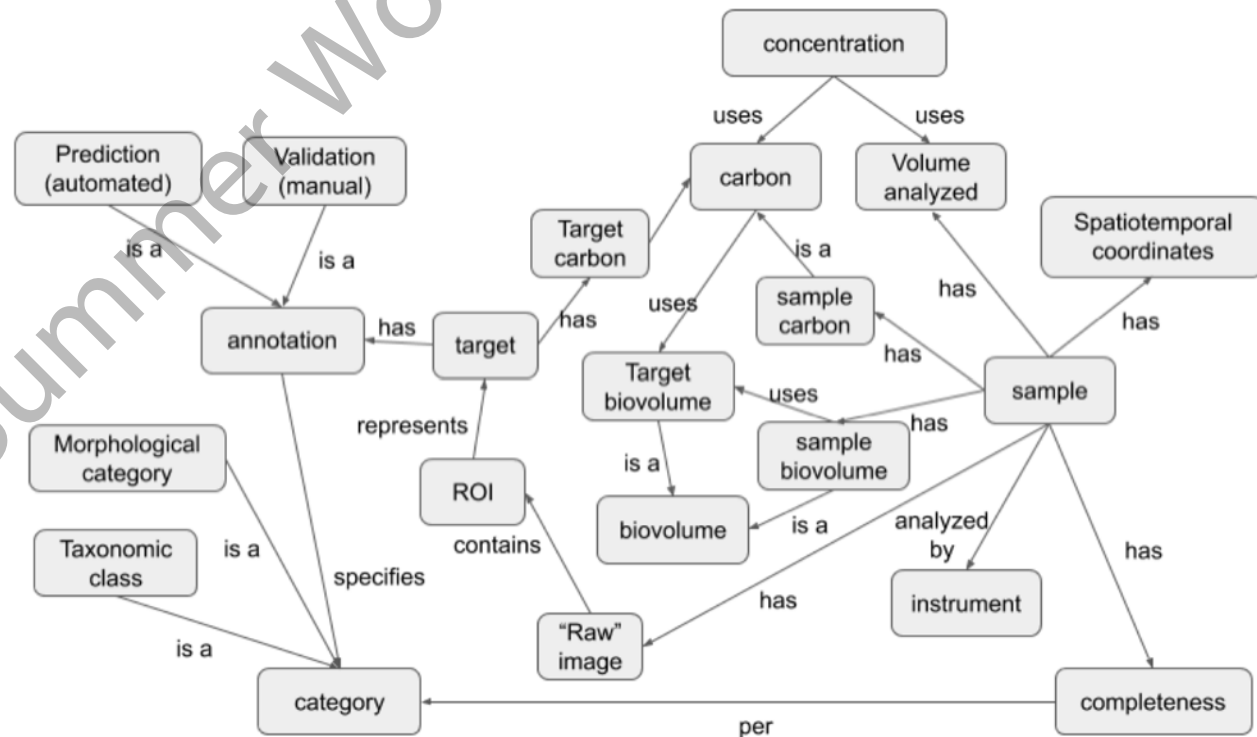 Summer Wo
concentration
uses
uses
Prediction
(automated)
Validation
(manual)
carbon
Volume
analyzed
Target
carbon
Spatiotemporal
coordinates
is a
is a
is a
has
sample
carbon
uses
has
has
annotation
has
target
has
Target
biovolume
uses
sample
has
represents
Morphological
category
sample
biovolume
is a
ROI
biovolume
is a
analyzed
by
contains
Taxonomic
class
is a
has
specifies
has
instrument
"Raw"
image
is a
category
completeness
per